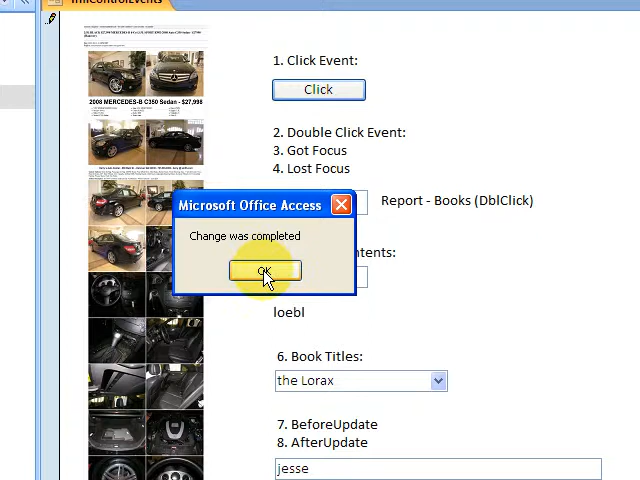 frmControlEvents
1. Click Event:
Click
2008 MERCEDES-B C350 Sedan - $27,998
2. Double Click Event:
3. Got Focus
4. Lost Focus
Report - Books (DblClick)
Microsoft Office Access
Change was completed
OK
ntents:
loebl
6. Book Titles:
the Lorax
7. BeforeUpdate
8. AfterUpdate
jesse